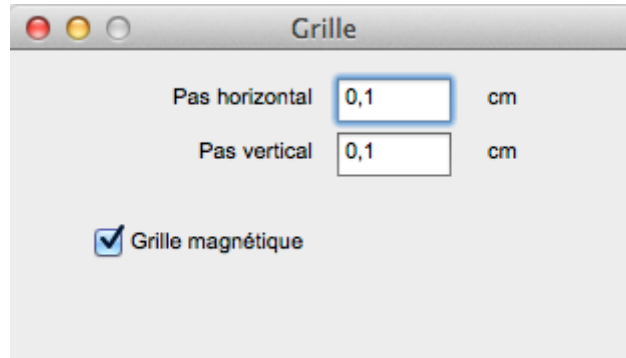 Grille
Pas horizontal 0,1 cm
Pas vertical 0,1 cm
Grille magnétique